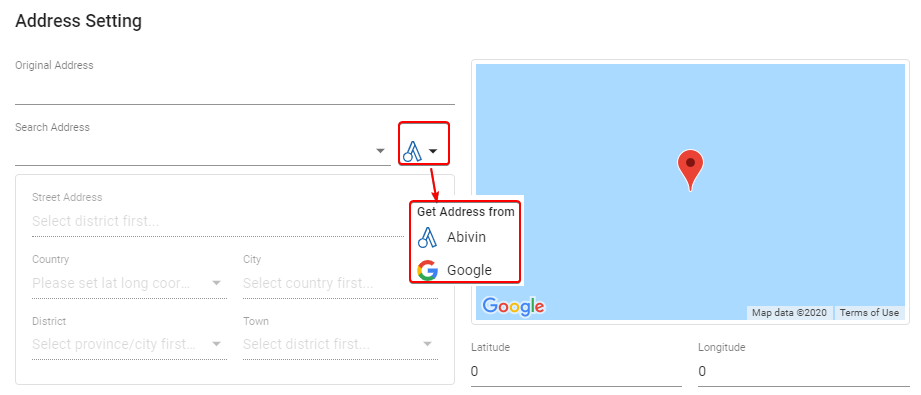 Address Setting
Original Address
Search Address
Street Address
Select district first...
Country
Please set lat long coor...
City
Select country first...
District
Select province/city first...
Town
Select district first...
Get Address from
Abivin
Google
Google
Map data ©2020
Terms of Use
Latitude
0
Longitude
0